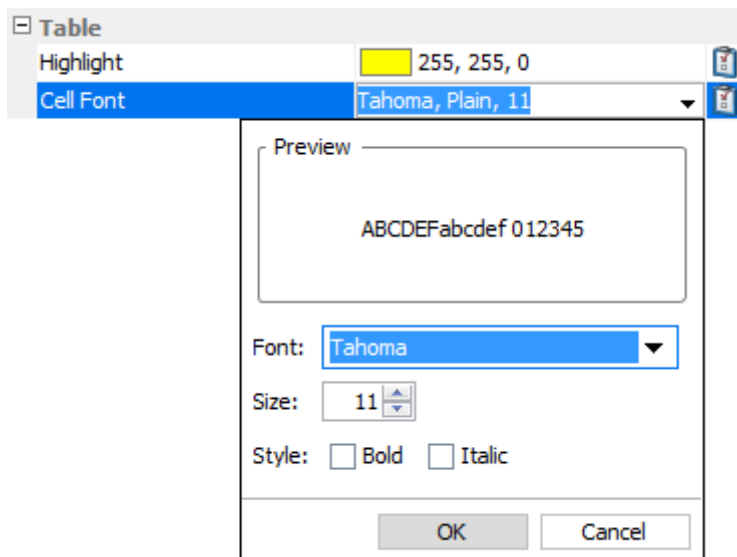 Table
Highlight 255, 255, 0
Cell Font Tahoma, Plain, 11
Preview
ABCDEFabcdef 012345
Font: Tahoma
Size: 11
Style: Bold Italic
OK Cancel